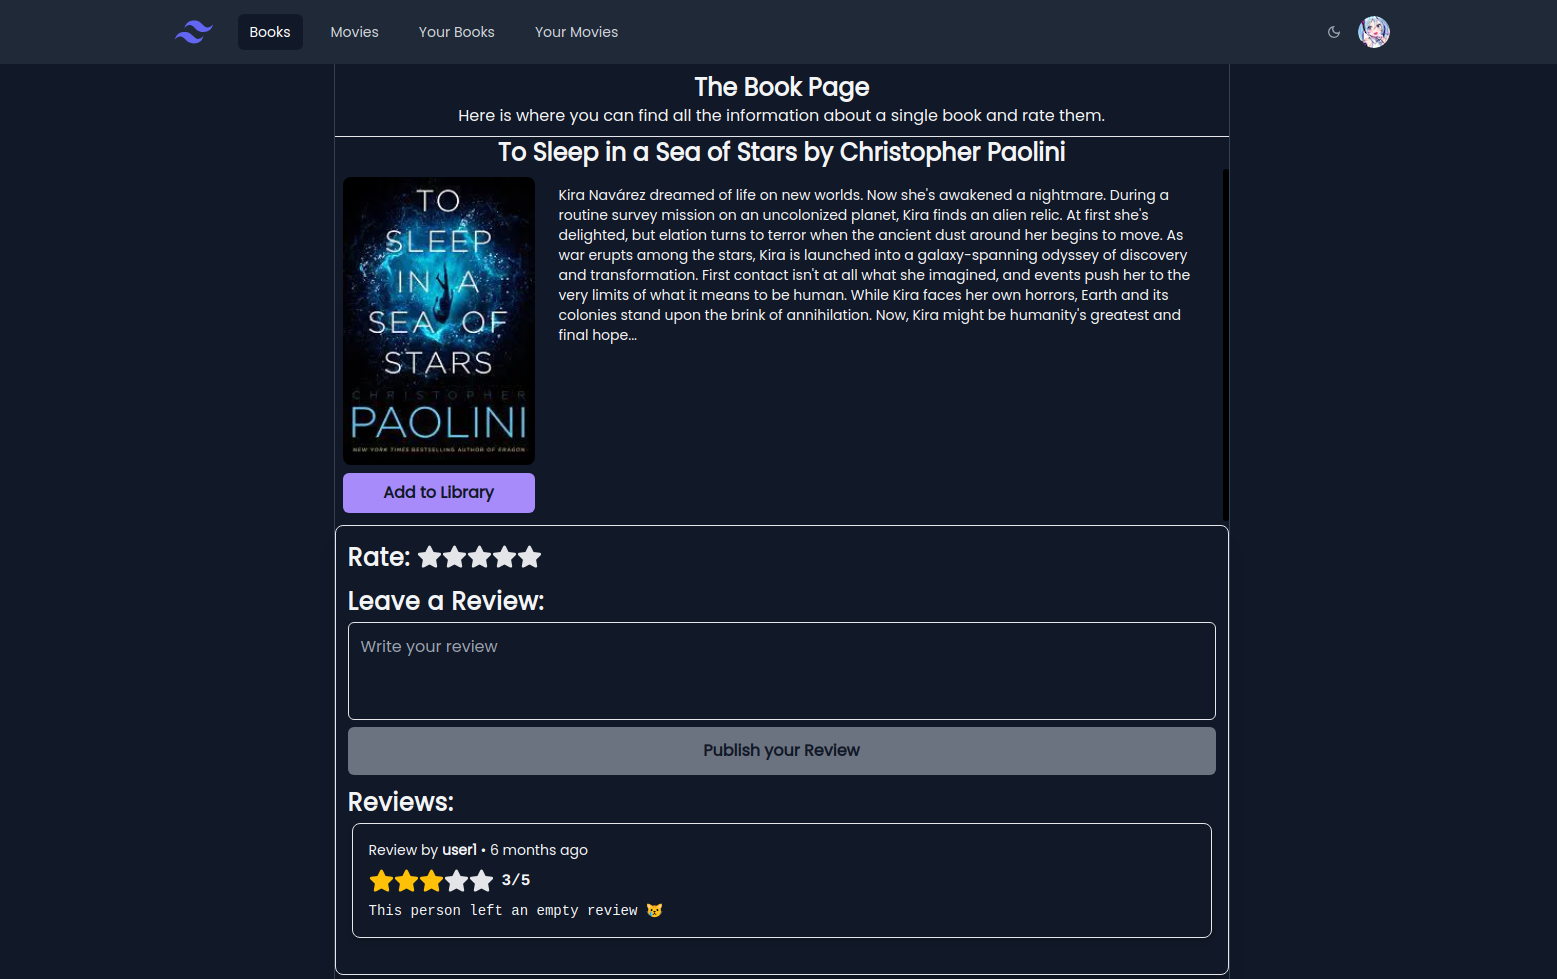 Books Movies Your Books Your Movies
The Book Page
Here is where you can find all the information about a single book and rate them.
To Sleep in a Sea of Stars by Christopher Paolini
TO
SLEEP
IN A
SEA OF
STARS
CHRISTOPHER
PAOLINI
NEW YORK TIMES BESTSELLING AUTHOR OF ERAGON
Kira Navárez dreamed of life on new worlds. Now she's awakened a nightmare. During a
routine survey mission on an uncolonized planet, Kira finds an alien relic. At first she's
delighted, but elation turns to terror when the ancient dust around her begins to move. As
war erupts among the stars, Kira is launched into a galaxy-spanning odyssey of discovery
and transformation. First contact isn't at all what she imagined, and events push her to the
very limits of what it means to be human. While Kira faces her own horrors, Earth and its
colonies stand upon the brink of annihilation. Now, Kira might be humanity's greatest and
final hope...
Add to Library
Rate:
Leave a Review:
Write your review
Publish your Review
Reviews:
Review by user1 • 6 months ago
3/5
This person left an empty review 😿